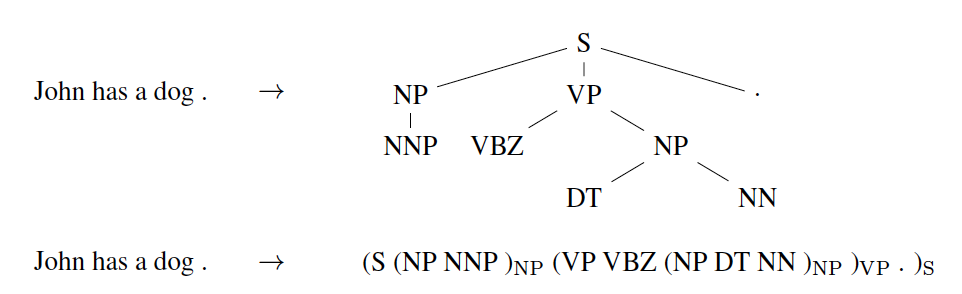 S
John has a dog . → NP VP .
NNP VBZ NP
DT NN
John has a dog . → (S (NP NNP )NP (VP VBZ (NP DT NN )NP )VP . )S